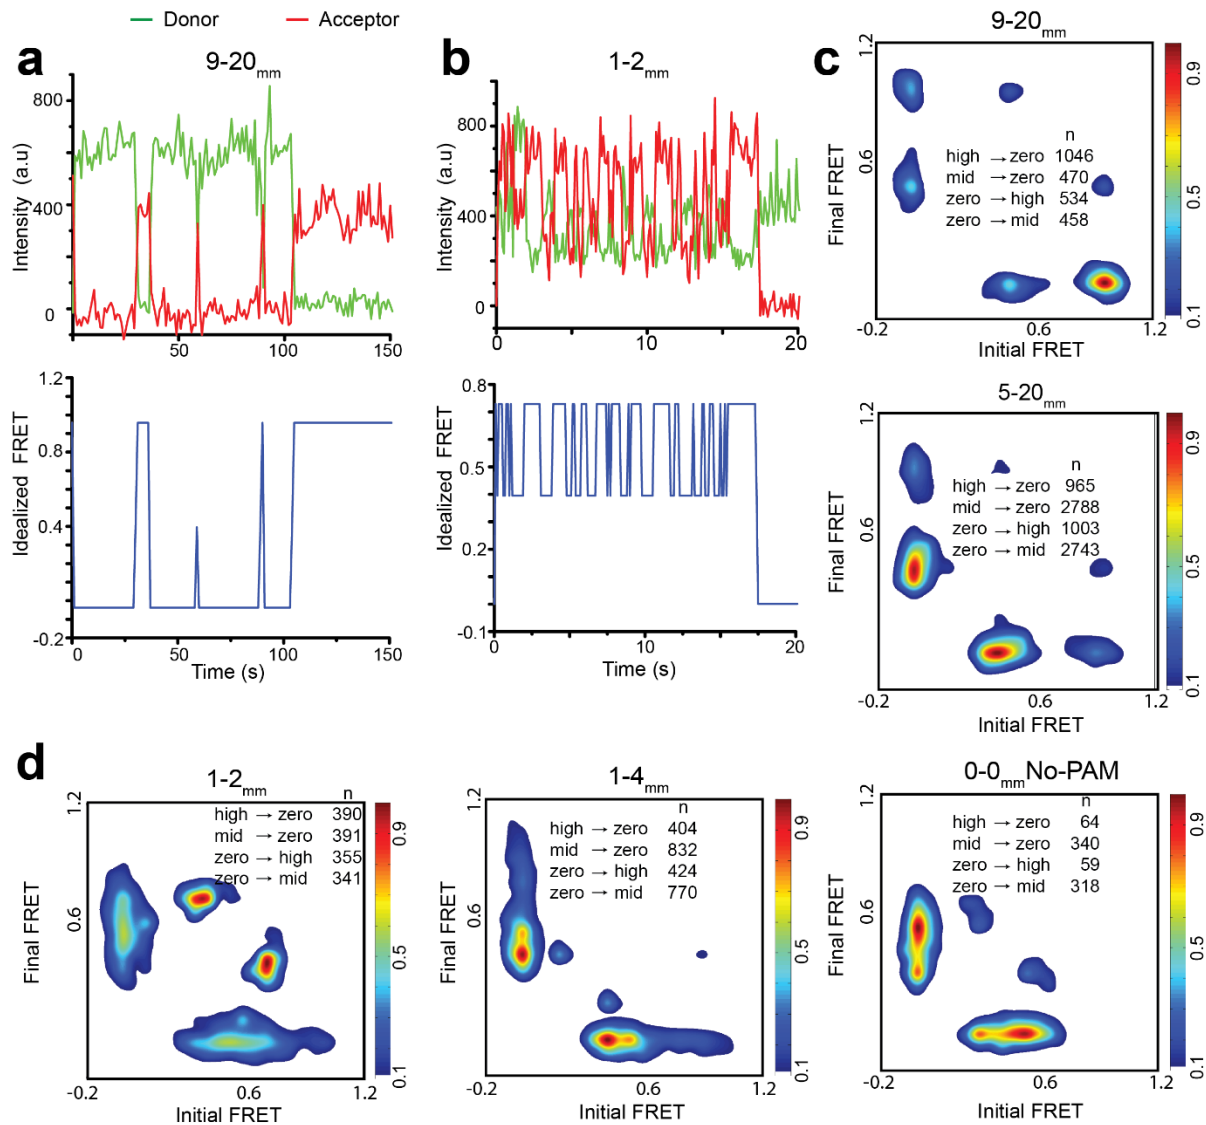 Donor Acceptor
a
9-20mm
Intensity (a.u)
800
400
0
50 100 150
Idealized FRET
1.2
0.8
0.4
-0.2
0 50 100 150
Time (s)
b
1-2mm
Intensity (a.u)
800
400
0
0 10 20
Idealized FRET
0.8
0.5
0.2
-0.1
0 10 20
Time (s)
c
9-20mm
Final FRET
1.2
0.6
n
high → zero 1046
mid → zero 470
zero → high 534
zero → mid 458
-0.2 0.6 1.2
Initial FRET
0.9
0.5
0.1
5-20mm
Final FRET
1.2
0.6
n
high → zero 965
mid → zero 2788
zero → high 1003
zero → mid 2743
-0.2 0.6 1.2
Initial FRET
0.9
0.5
0.1
d
1-2mm
Final FRET
1.2
0.6
n
high → zero 390
mid → zero 391
zero → high 355
zero → mid 341
-0.2 0.6 1.2
Initial FRET
0.9
0.5
0.1
1-4mm
Final FRET
1.2
0.6
n
high → zero 404
mid → zero 832
zero → high 424
zero → mid 770
-0.2 0.6 1.2
Initial FRET
0.9
0.5
0.1
0-0mmNo-PAM
Final FRET
1.2
0.6
n
high → zero 64
mid → zero 340
zero → high 59
zero → mid 318
-0.2 0.6 1.2
Initial FRET
0.9
0.5
0.1